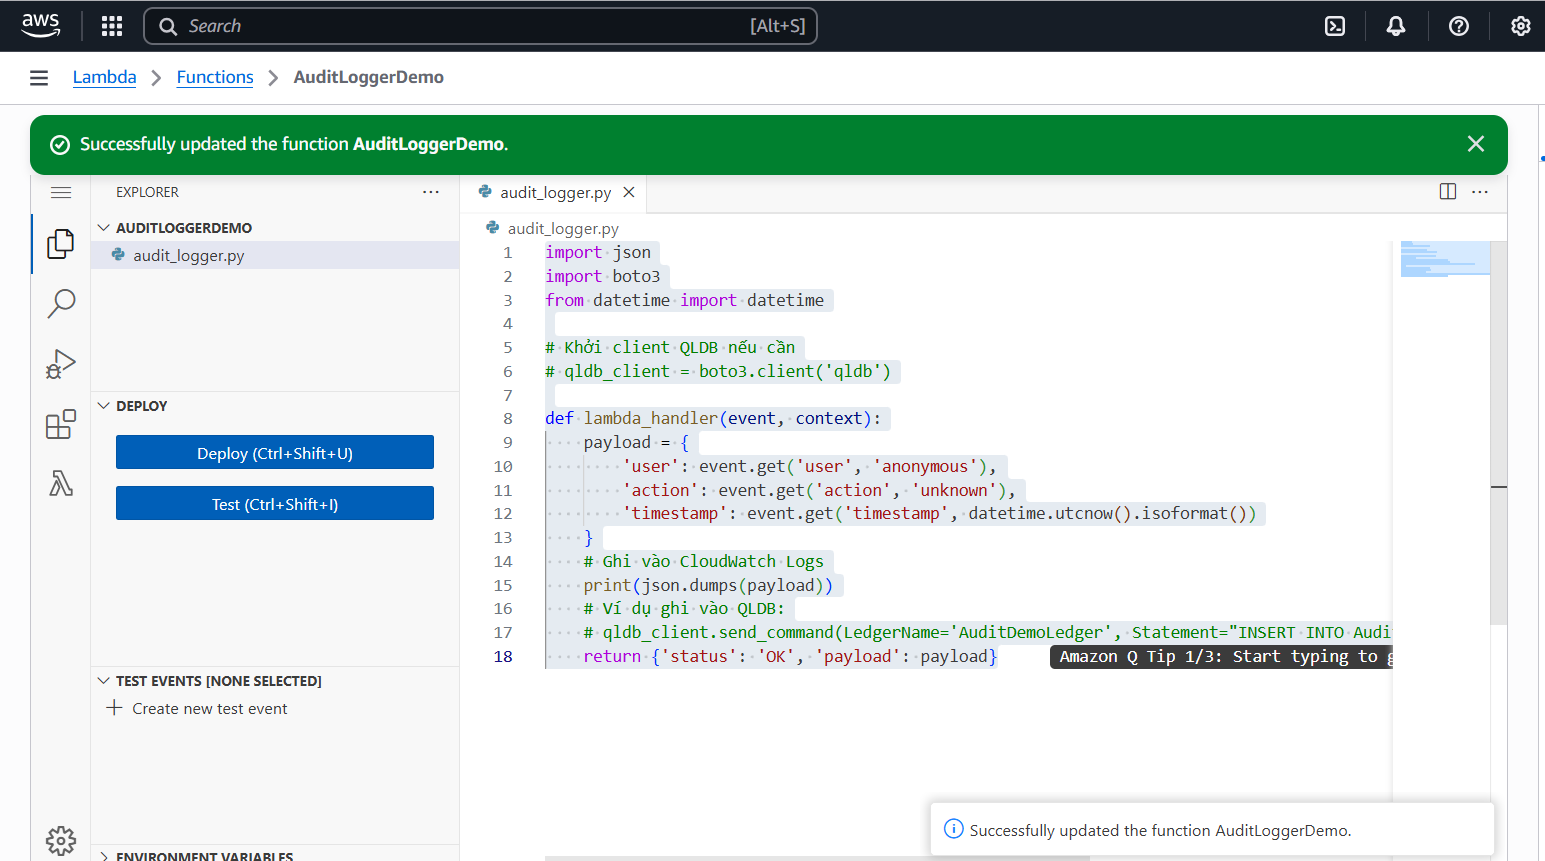 aws
Search
[Alt+S]
Lambda
Functions
AuditLoggerDemo
Successfully updated the function AuditLoggerDemo.
EXPLORER
AUDITLOGGERDEMO
audit_logger.py
DEPLOY
Deploy (Ctrl+Shift+U)
Test (Ctrl+Shift+I)
TEST EVENTS [NONE SELECTED]
Create new test event
ENVIRONMENT VARIABLES
audit_logger.py
audit_logger.py
1 import json
2 import boto3
3 from datetime import datetime
4
5 # Khởi client QLDB nếu cần
6 # qldb_client = boto3.client('qldb')
7
8 def lambda_handler(event, context):
9 payload = {
10 'user': event.get('user', 'anonymous'),
11 'action': event.get('action', 'unknown'),
12 'timestamp': event.get('timestamp', datetime.utcnow().isoformat())
13 }
14 # Ghi vào CloudWatch Logs
15 print(json.dumps(payload))
16 # Ví dụ ghi vào QLDB:
17 # qldb_client.send_command(LedgerName='AuditDemoLedger', Statement="INSERT INTO Audi
18 return {'status': 'OK', 'payload': payload}
Amazon Q Tip 1/3: Start typing to g
Successfully updated the function AuditLoggerDemo.